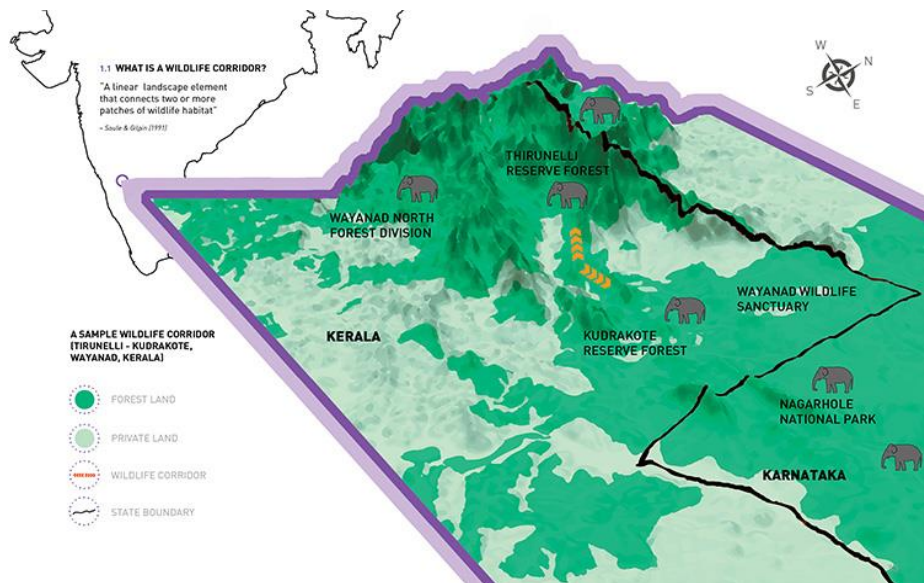 1.1 WHAT IS A WILDLIFE CORRIDOR?
"A linear landscape element
that connects two or more
patches of wildlife habitat"
– Soule & Gilpin (1991)
W
N
S
E
THIRUNELLI
RESERVE FOREST
WAYANAD NORTH
FOREST DIVISION
WAYANAD WILDLIFE
SANCTUARY
KERALA
KUDRAKOTE
RESERVE FOREST
NAGARHOLE
NATIONAL PARK
KARNATAKA
A SAMPLE WILDLIFE CORRIDOR
(TIRUNELLI - KUDRAKOTE,
WAYANAD, KERALA)
FOREST LAND
PRIVATE LAND
WILDLIFE CORRIDOR
STATE BOUNDARY